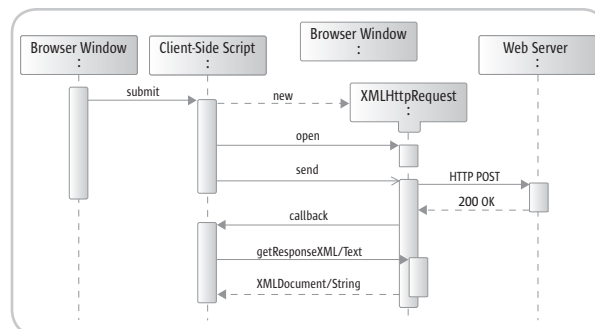 Browser Window
:
Client-Side Script
:
Browser Window
:
Web Server
:
submit
new
XMLHttpRequest
:
open
send
HTTP POST
200 OK
callback
getResponseXML/Text
XMLDocument/String